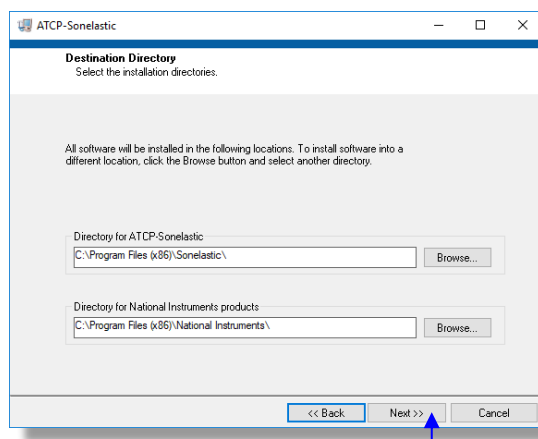 ATCP-Sonelastic
Destination Directory
Select the installation directories.
All software will be installed in the following locations. To install software into a
different location, click the Browse button and select another directory.
Directory for ATCP-Sonelastic
C:\Program Files (x86)\Sonelastic\
Browse...
Directory for National Instruments products
C:\Program Files (x86)\National Instruments\
Browse...
<< Back
Next >>
Cancel